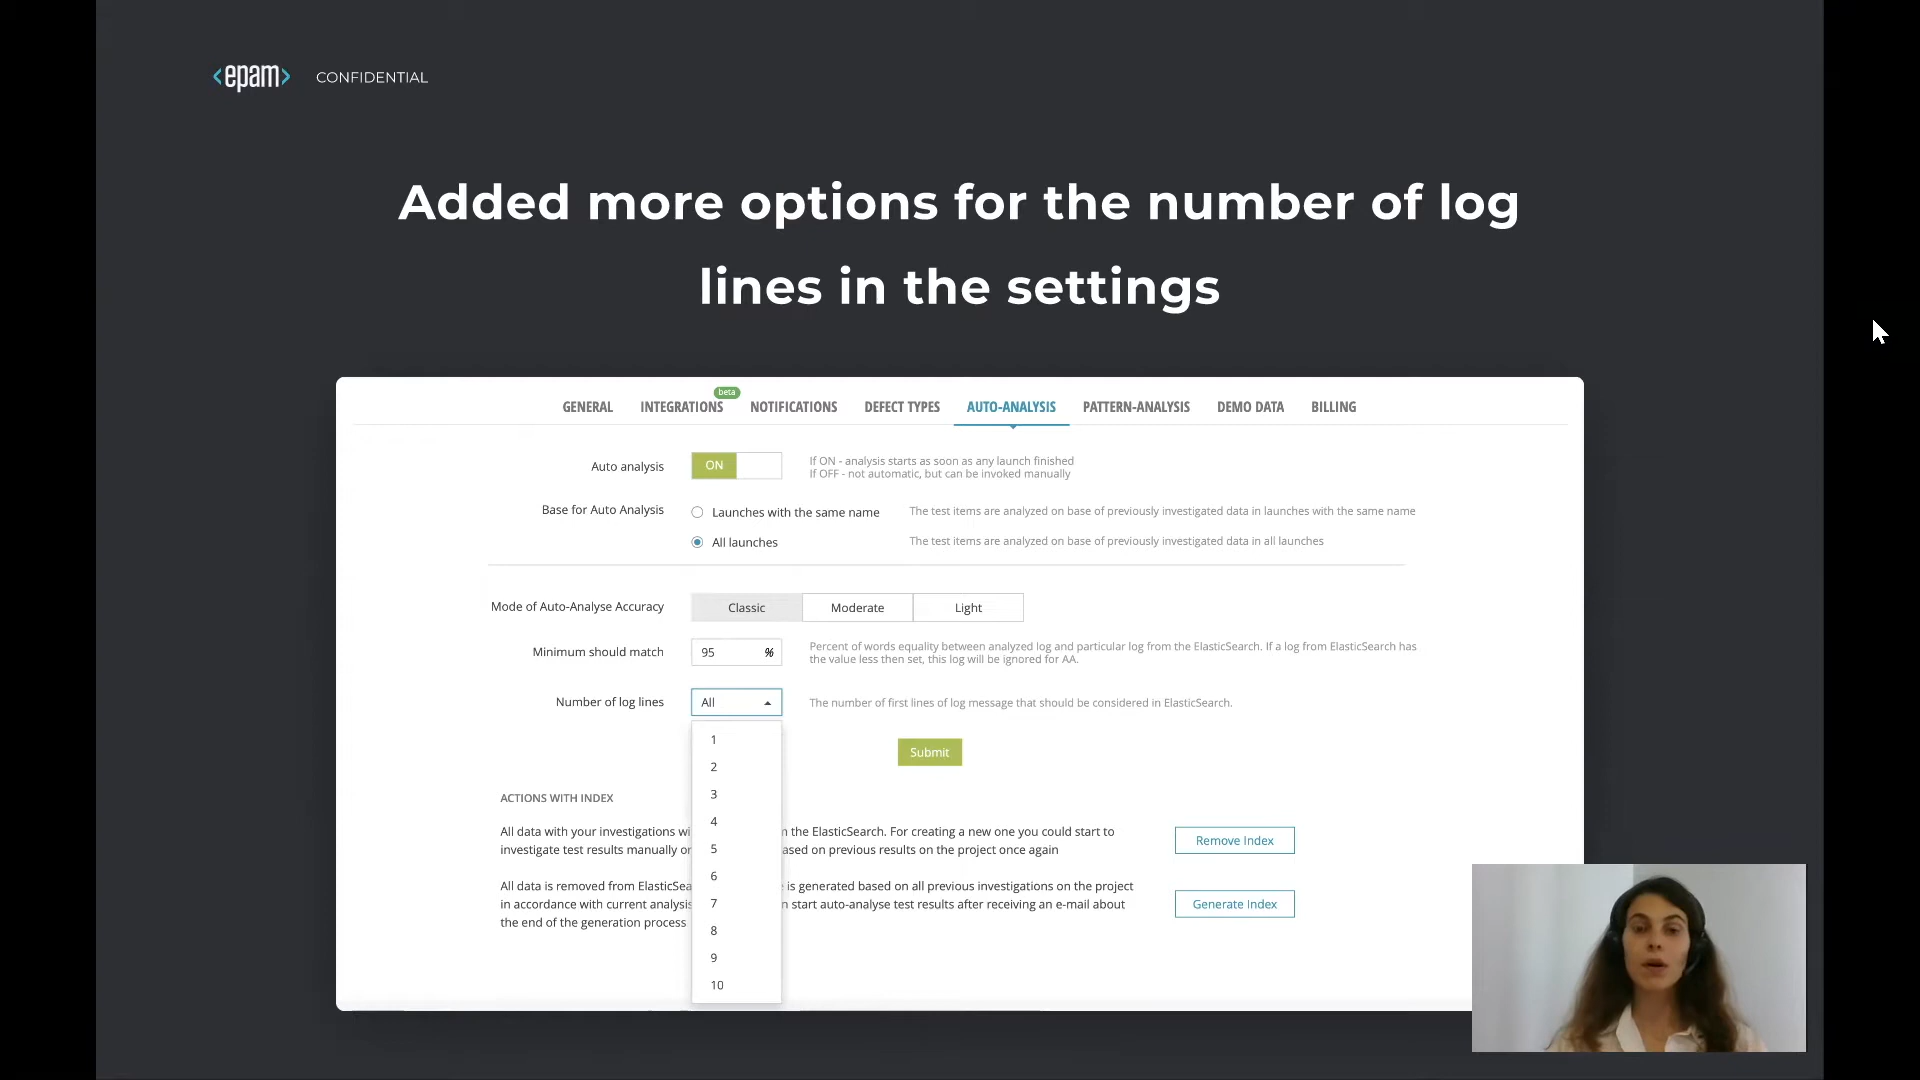 <epam> CONFIDENTIAL
Added more options for the number of log
lines in the settings
beta
GENERAL INTEGRATIONS NOTIFICATIONS DEFECT TYPES AUTO-ANALYSIS PATTERN-ANALYSIS DEMO DATA BILLING
Auto analysis ON If ON - analysis starts as soon as any launch finished
If OFF - not automatic, but can be invoked manually
Base for Auto Analysis Launches with the same name The test items are analyzed on base of previously investigated data in launches with the same name
All launches The test items are analyzed on base of previously investigated data in all launches
Mode of Auto-Analyse Accuracy Classic Moderate Light
Minimum should match 95 % Percent of words equality between analyzed log and particular log from the ElasticSearch. If a log from ElasticSearch has
the value less then set, this log will be ignored for AA.
Number of log lines All The number of first lines of log message that should be considered in ElasticSearch.
1
2
3
4
5
6
7
8
9
10
Submit
ACTIONS WITH INDEX
All data with your investigations the ElasticSearch. For creating a new one you could start to
investigate test results manually based on previous results on the project once again
Remove Index
All data is removed from is generated based on all previous investigations on the project
in accordance with current start auto-analyse test results after receiving an e-mail about
the end of the generation process
Generate Index